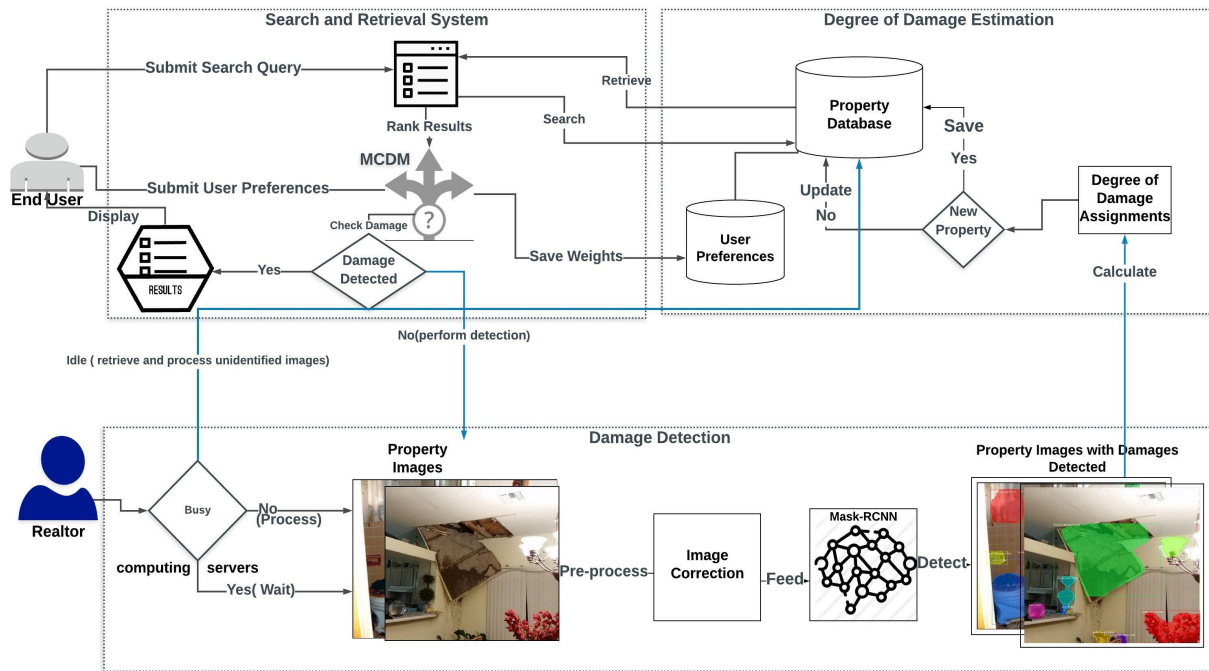 Search and Retrieval System
Degree of Damage Estimation
Submit Search Query
Retrieve
Search
Property
Database
Rank Results
MCDM
Save
Yes
End User
Submit User Preferences
Update
No
New
Property
Degree of
Damage
Assignments
Display
Check Damage
?
User
Preferences
Damage
Detected
Yes
RESULTS
Save Weights
Calculate
No(perform detection)
Idle ( retrieve and process unidentified images)
Damage Detection
Property
Images
Property Images with Damages
Detected
Realtor
Busy
No
(Process)
computing
servers
Yes( Wait)
Pre-process
Image
Correction
Feed
Mask-RCNN
Detect